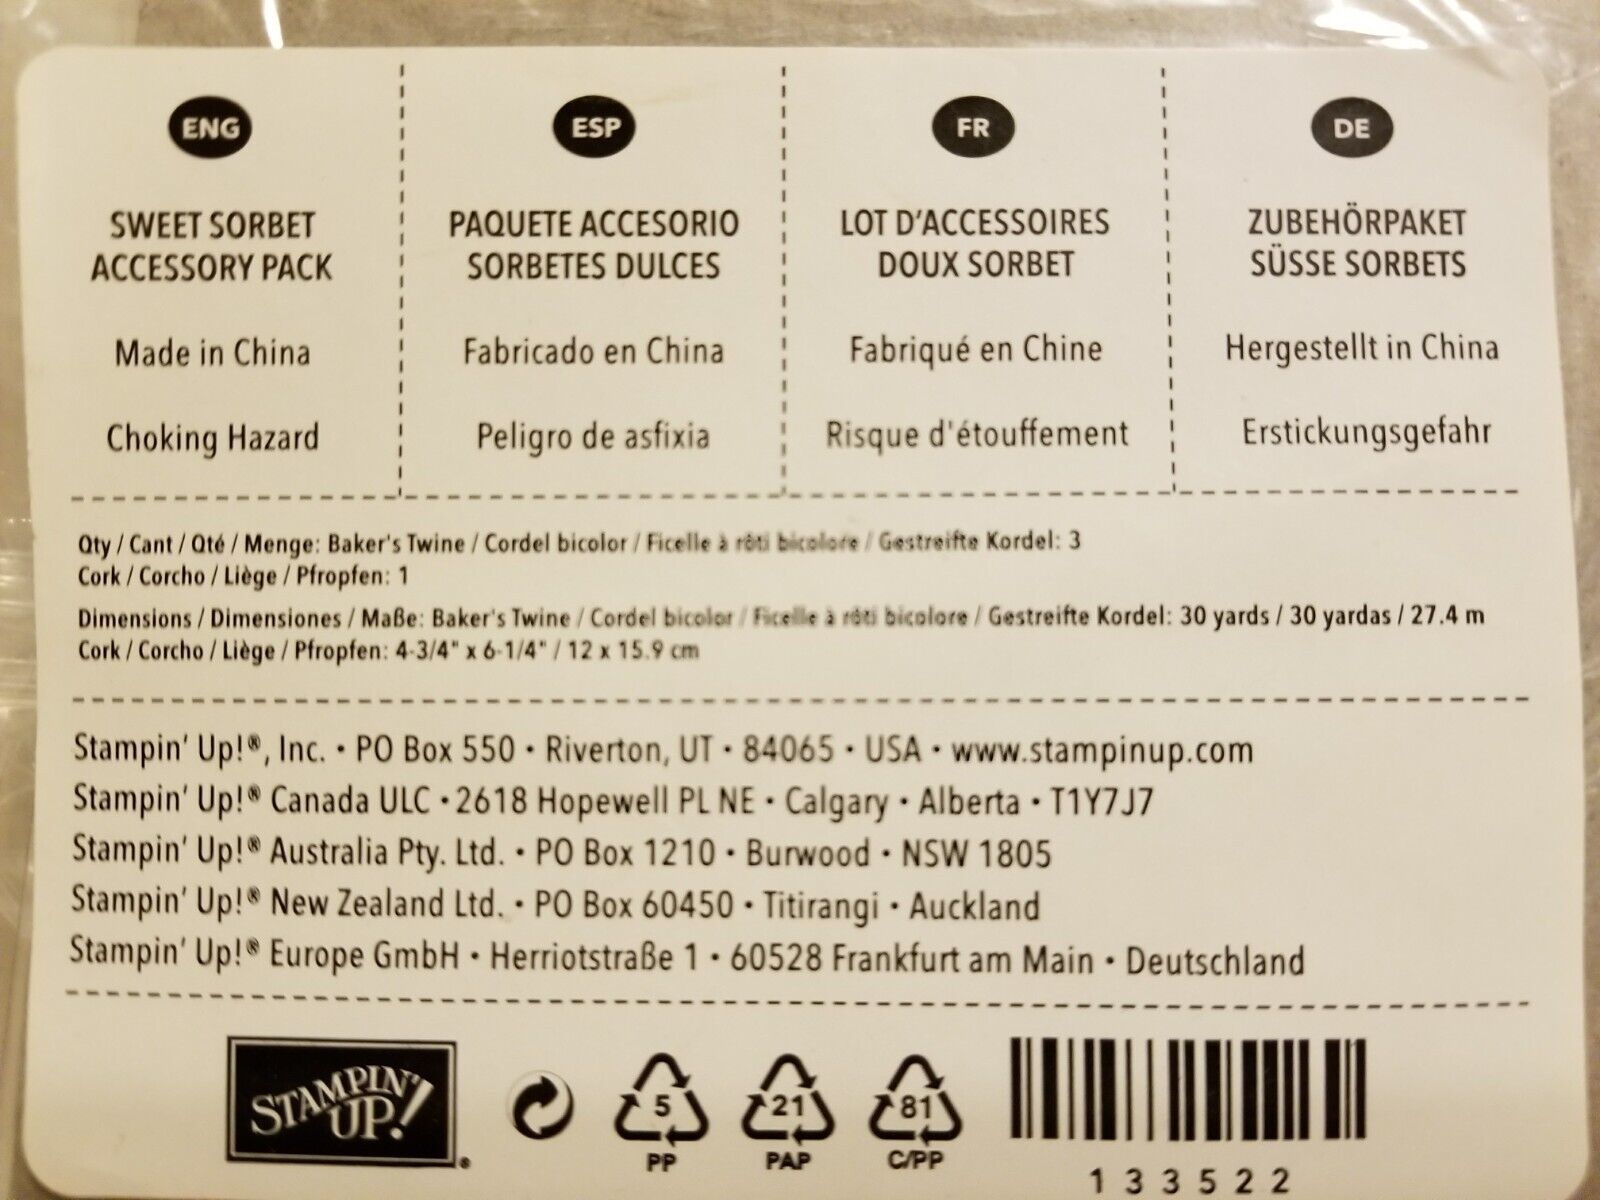 ENG
SWEET SORBET
ACCESSORY PACK
Made in China
Choking Hazard
ESP
PAQUETE ACCESORIO
SORBETES DULCES
Fabricado en China
Peligro de asfixia
FR
LOT D'ACCESSOIRES
DOUX SORBET
Fabriqué en Chine
Risque d'étouffement
DE
ZUBEHÖRPAKET
SÜSSE SORBETS
Hergestellt in China
Erstickungsgefahr
Qty / Cant / Qté / Menge: Baker's Twine / Cordel bicolor / Ficelle à rôti bicolore / Gestreifte Kordel: 3
Cork / Corcho / Liège / Pfropfen: 1
Dimensions / Dimensiones / Maße: Baker's Twine / Cordel bicolor / Ficelle à rôti bicolore / Gestreifte Kordel: 30 yards / 30 yardas / 27.4 m
Cork / Corcho / Liège / Pfropfen: 4-3/4" x 6-1/4" / 12 x 15.9 cm
Stampin' Up!®, Inc. • PO Box 550 • Riverton, UT • 84065 • USA • www.stampinup.com
Stampin' Up!® Canada ULC • 2618 Hopewell PL NE • Calgary • Alberta • T1Y7J7
Stampin' Up!® Australia Pty. Ltd. • PO Box 1210 • Burwood • NSW 1805
Stampin' Up!® New Zealand Ltd. • PO Box 60450 • Titirangi • Auckland
Stampin' Up!® Europe GmbH • Herriotstraße 1 • 60528 Frankfurt am Main • Deutschland
STAMPIN'
UP!®
5
PP
21
PAP
81
C/PP
133522